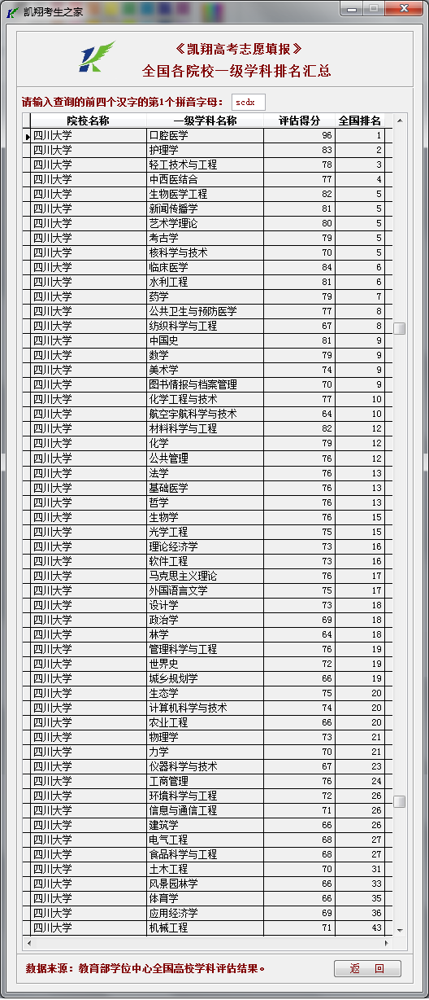 凯翔考生之家
《凯翔高考志愿填报》
全国各院校一级学科排名汇总
请输入查询的前四个汉字的第1个拼音字母： scdx
院校名称 一级学科名称 评估得分 全国排名
四川大学 口腔医学 96 1
四川大学 护理学 83 2
四川大学 轻工技术与工程 78 3
四川大学 中西医结合 77 4
四川大学 生物医学工程 82 5
四川大学 新闻传播学 81 5
四川大学 艺术学理论 80 5
四川大学 考古学 79 5
四川大学 核科学与技术 70 5
四川大学 临床医学 84 6
四川大学 水利工程 81 6
四川大学 药学 79 7
四川大学 公共卫生与预防医学 77 8
四川大学 纺织科学与工程 67 8
四川大学 中国史 81 9
四川大学 数学 79 9
四川大学 美术学 74 9
四川大学 图书情报与档案管理 70 9
四川大学 化学工程与技术 77 10
四川大学 航空宇航科学与技术 64 10
四川大学 材料科学与工程 82 12
四川大学 化学 79 12
四川大学 公共管理 76 12
四川大学 法学 76 13
四川大学 基础医学 76 13
四川大学 哲学 76 13
四川大学 生物学 76 15
四川大学 光学工程 75 15
四川大学 理论经济学 73 16
四川大学 软件工程 73 16
四川大学 马克思主义理论 76 17
四川大学 外国语言文学 75 17
四川大学 设计学 73 18
四川大学 政治学 69 18
四川大学 林学 64 18
四川大学 管理科学与工程 76 19
四川大学 世界史 72 19
四川大学 城乡规划学 66 19
四川大学 生态学 75 20
四川大学 计算机科学与技术 74 20
四川大学 农业工程 66 20
四川大学 物理学 73 21
四川大学 力学 70 21
四川大学 仪器科学与技术 67 23
四川大学 工商管理 76 24
四川大学 环境科学与工程 72 26
四川大学 信息与通信工程 71 26
四川大学 建筑学 66 26
四川大学 电气工程 68 27
四川大学 食品科学与工程 68 27
四川大学 土木工程 70 31
四川大学 风景园林学 66 33
四川大学 体育学 66 35
四川大学 应用经济学 69 36
四川大学 机械工程 71 43
数据来源：教育部学位中心全国高校学科评估结果。 返 回